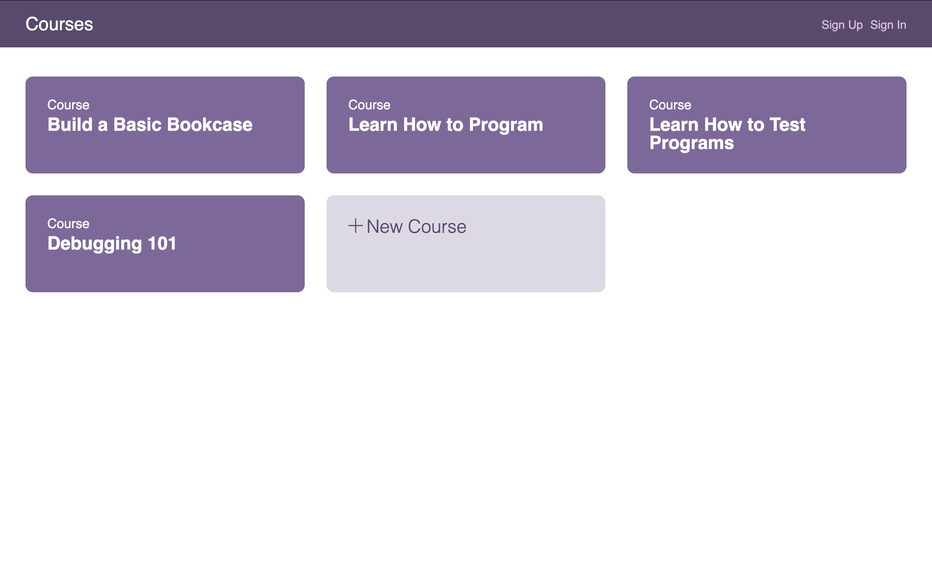 Courses
Sign Up Sign In
Course
Build a Basic Bookcase
Course
Learn How to Program
Course
Learn How to Test
Programs
Course
Debugging 101
+ New Course